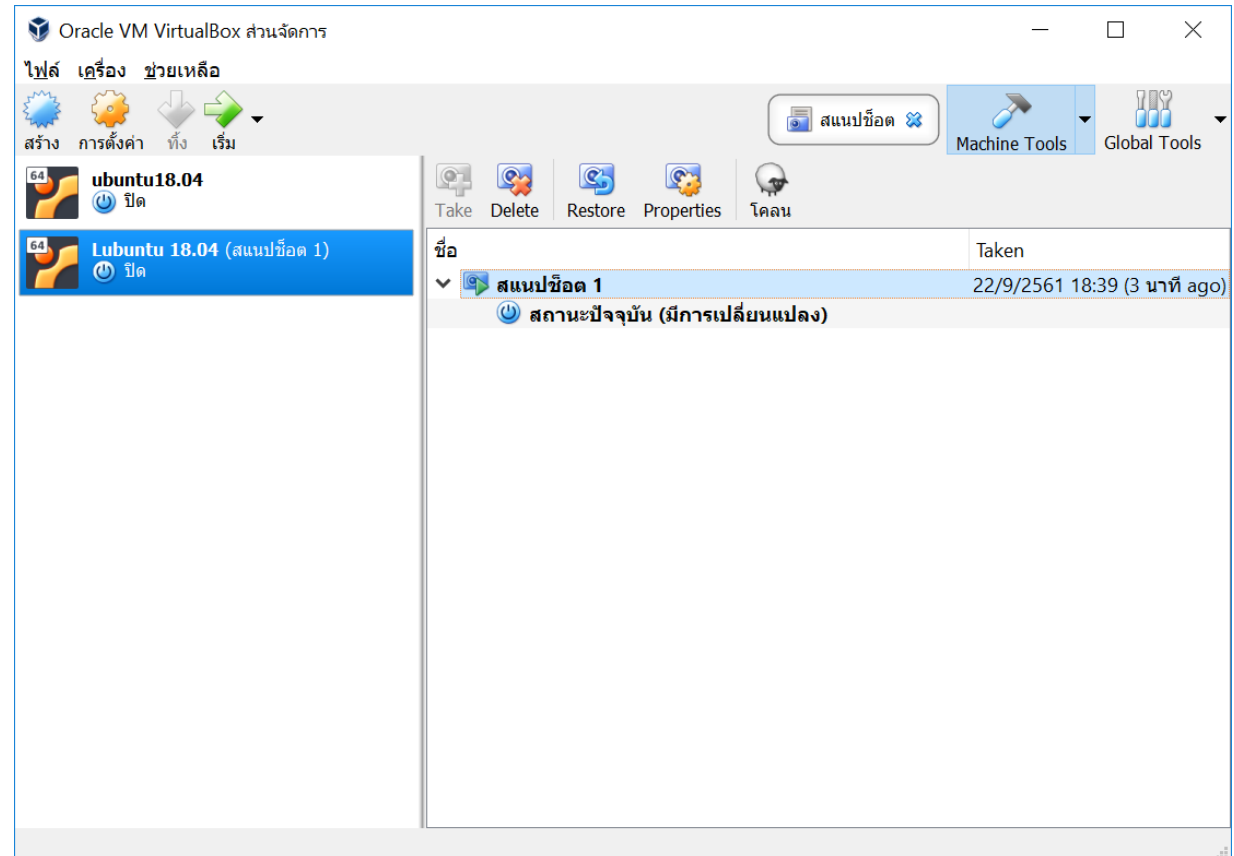 Oracle VM VirtualBox ส่วนจัดการ
ไฟล์ เครื่อง ช่วยเหลือ
สร้าง การตั้งค่า ทิ้ง เริ่ม
สแนปช็อต
Machine Tools
Global Tools
64
ubuntu18.04
ปิด
64
Lubuntu 18.04 (สแนปช็อต 1)
ปิด
Take Delete Restore Properties โคลน
ชื่อ Taken
สแนปช็อต 1 22/9/2561 18:39 (3 นาที ago)
สถานะปัจจุบัน (มีการเปลี่ยนแปลง)